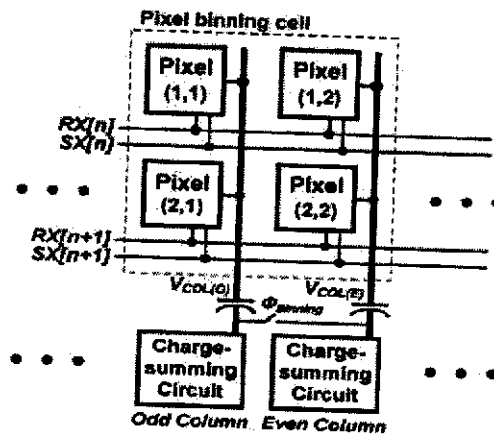 Pixel binning cell
Pixel
(1,1)
Pixel
(1,2)
RX[n]
SX[n]
Pixel
(2,1)
Pixel
(2,2)
RX[n+1]
SX[n+1]
VCOL(O)
VCOL(E)
Φbinning
Charge-
summing
Circuit
Charge-
summing
Circuit
Odd Column
Even Column